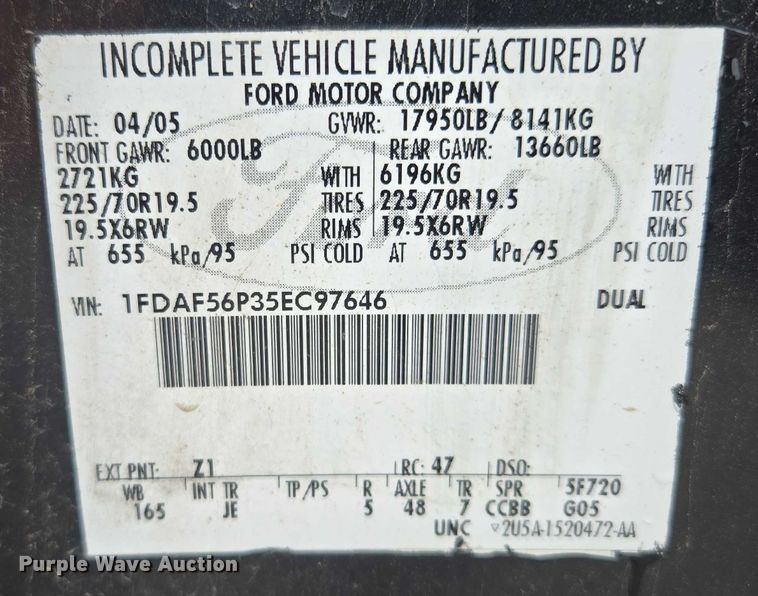 INCOMPLETE VEHICLE MANUFACTURED BY
FORD MOTOR COMPANY
DATE: 04/05 GVWR: 17950LB/8141KG
FRONT GAWR: 6000LB REAR GAWR: 13660LB
2721KG WITH 6196KG WITH
225/70R19.5 TIRES 225/70R19.5 TIRES
19.5X6RW RIMS 19.5X6RW RIMS
AT 655 kPa/95 PSI COLD AT 655 kPa/95 PSI COLD
VIN: 1FDAF56P35EC97646 DUAL
Ford
EXT PNT: Z1 RC: 47 DSO:
WB INT TR TP/PS R AXLE TR SPR 5F720
165 JE 5 48 7 CCBB G05
UNC 2U5A-1520472-AA
Purple Wave Auction